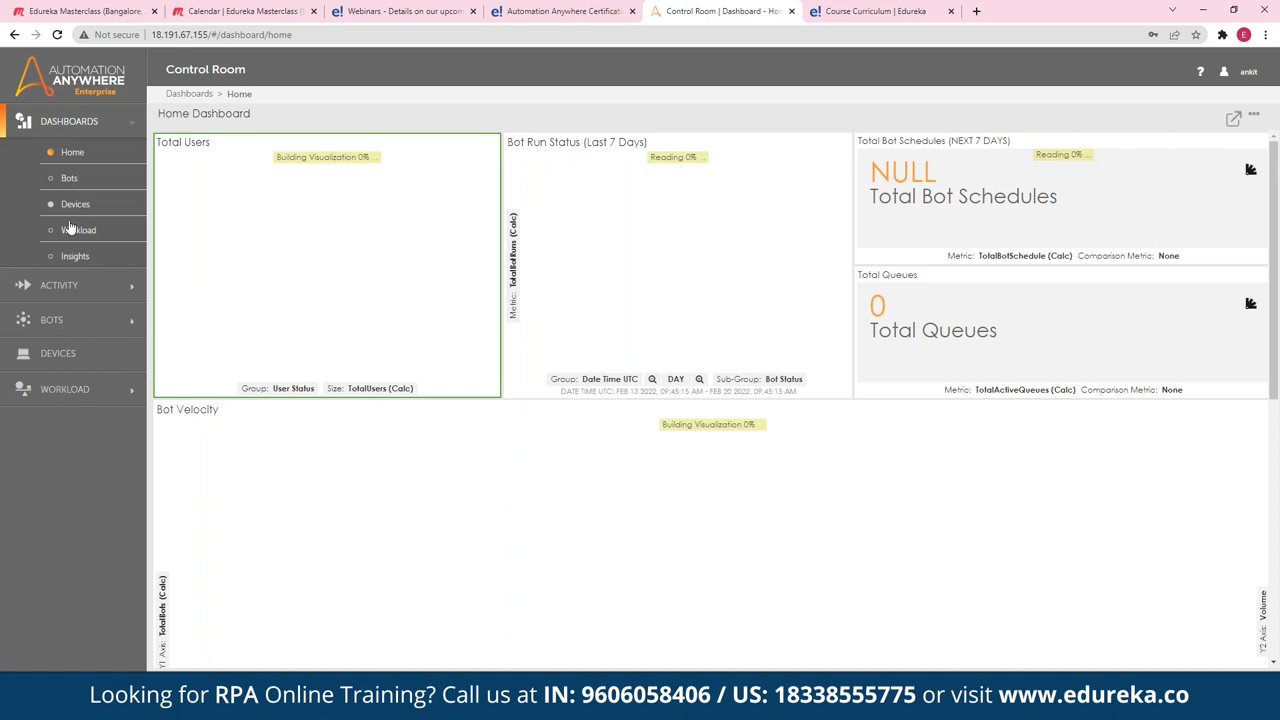 Edureka Masterclass (Bangalore,
Calendar | Edureka Masterclass (
Webinars - Details on our upcom
Automation Anywhere Certificati
Control Room | Dashboard - Ho
Course Curriculum | Edureka
Not secure | 18.191.67.155/#/dashboard/home
E
AUTOMATION
ANYWHERE
Enterprise
Control Room
? ankit
Dashboards > Home
Home Dashboard
DASHBOARDS
Home
Bots
Devices
Workload
Insights
ACTIVITY
BOTS
DEVICES
WORKLOAD
Total Users
Building Visualization 0% ...
Group: User Status Size: TotalUsers (Calc)
Bot Run Status (Last 7 Days)
Reading 0% ...
Metric: TotalBotRuns (Calc)
Group: Date Time UTC DAY Sub-Group: Bot Status
DATE TIME UTC: FEB 13 2022, 09:45:15 AM - FEB 20 2022, 09:45:15 AM
Total Bot Schedules (NEXT 7 DAYS)
Reading 0% ...
NULL
Total Bot Schedules
Metric: TotalBotSchedule (Calc) Comparison Metric: None
Total Queues
0
Total Queues
Metric: TotalActiveQueues (Calc) Comparison Metric: None
Bot Velocity
Building Visualization 0% ...
Y1 Axis: TotalBots (Calc)
Y2 Axis: Volume
Looking for RPA Online Training? Call us at IN: 9606058406 / US: 18338555775 or visit www.edureka.co